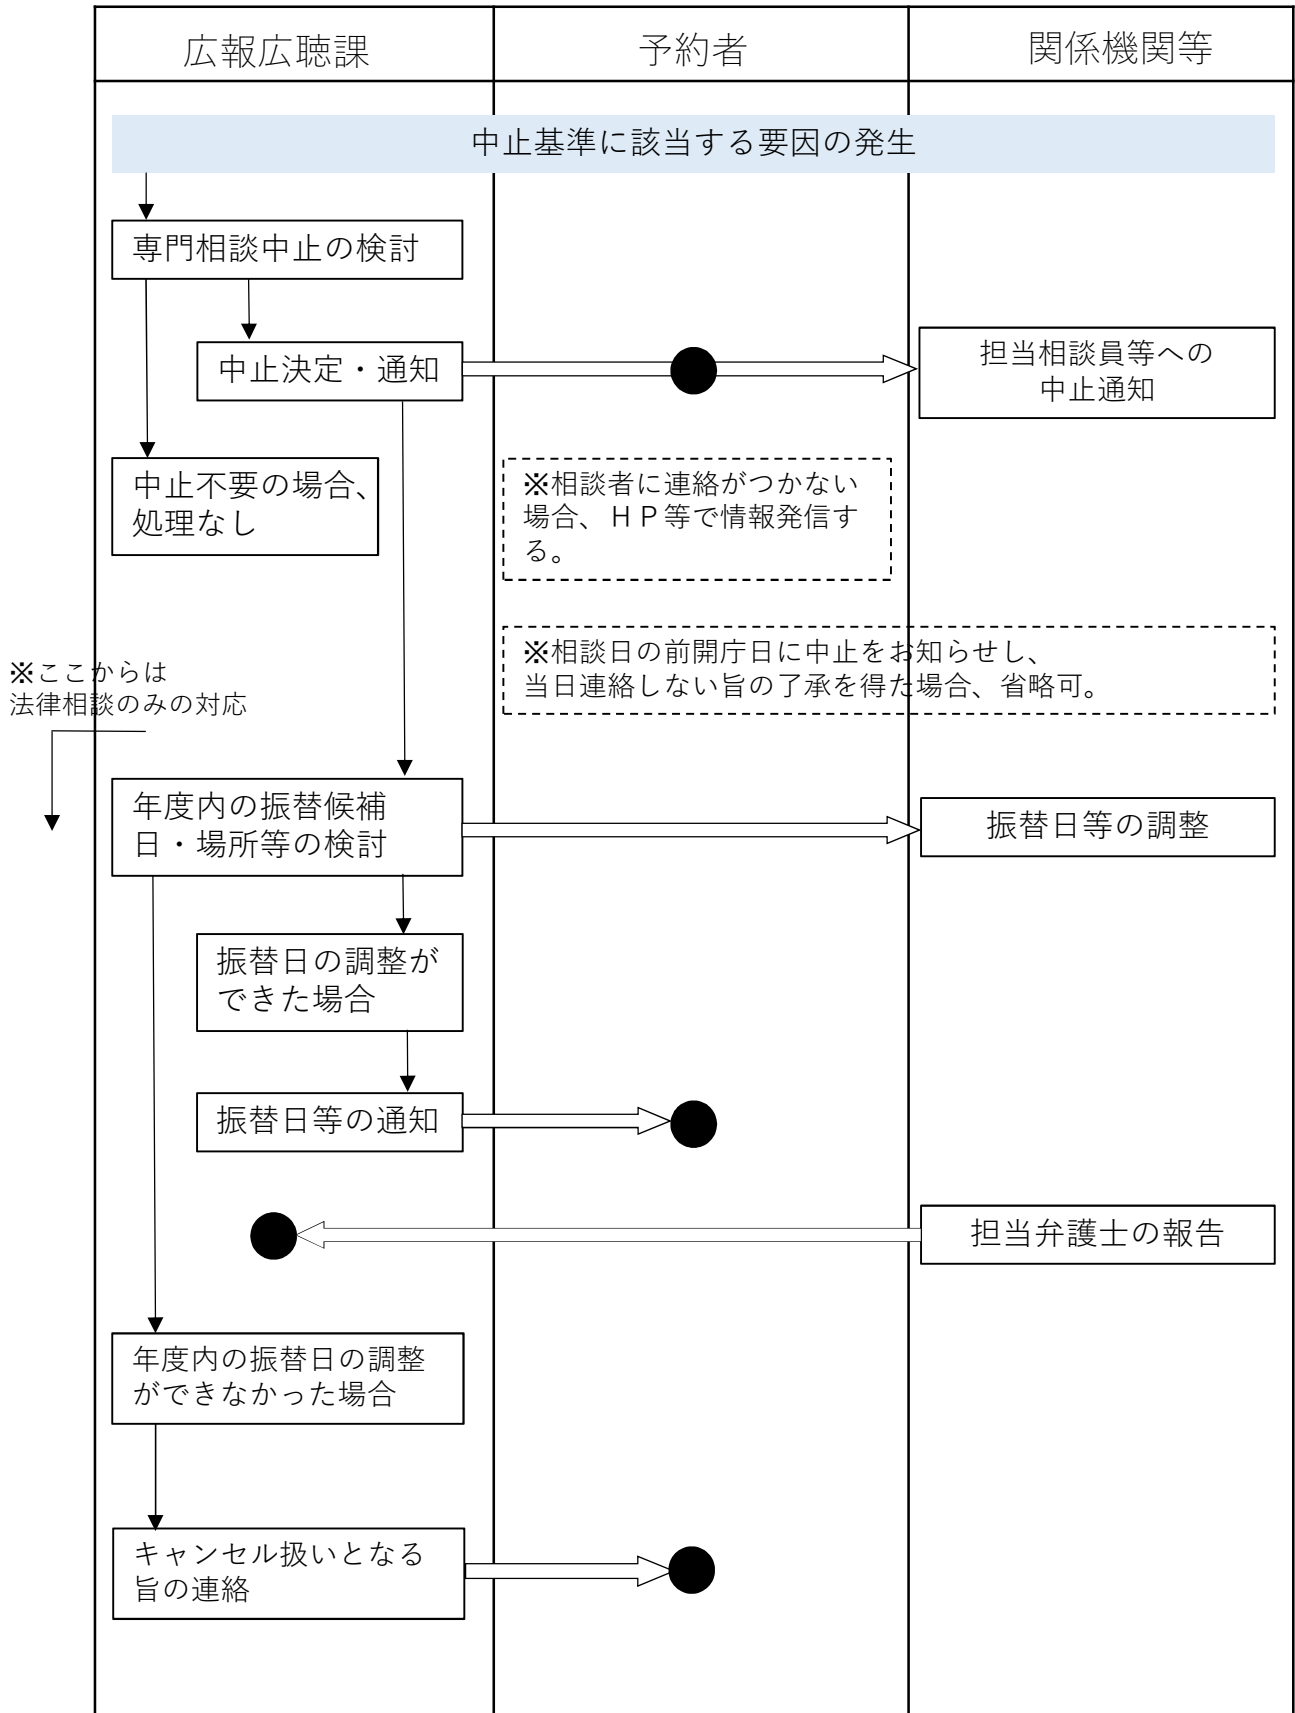 広報広聴課
予約者
関係機関等
中止基準に該当する要因の発生
専門相談中止の検討
中止決定・通知
担当相談員等への
中止通知
中止不要の場合、
処理なし
※相談者に連絡がつかない
場合、ＨＰ等で情報発信す
る。
※相談日の前開庁日に中止をお知らせし、
当日連絡しない旨の了承を得た場合、省略可。
※ここからは
法律相談のみの対応
年度内の振替候補
日・場所等の検討
振替日等の調整
振替日の調整が
できた場合
振替日等の通知
担当弁護士の報告
年度内の振替日の調整
ができなかった場合
キャンセル扱いとなる
旨の連絡